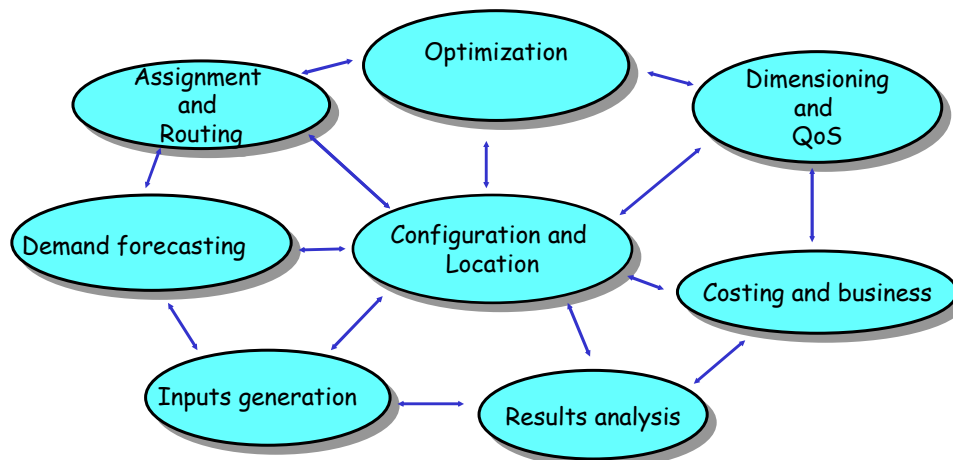 Optimization
Assignment
and
Routing
Dimensioning
and
QoS
Demand forecasting
Configuration and
Location
Costing and business
Inputs generation
Results analysis